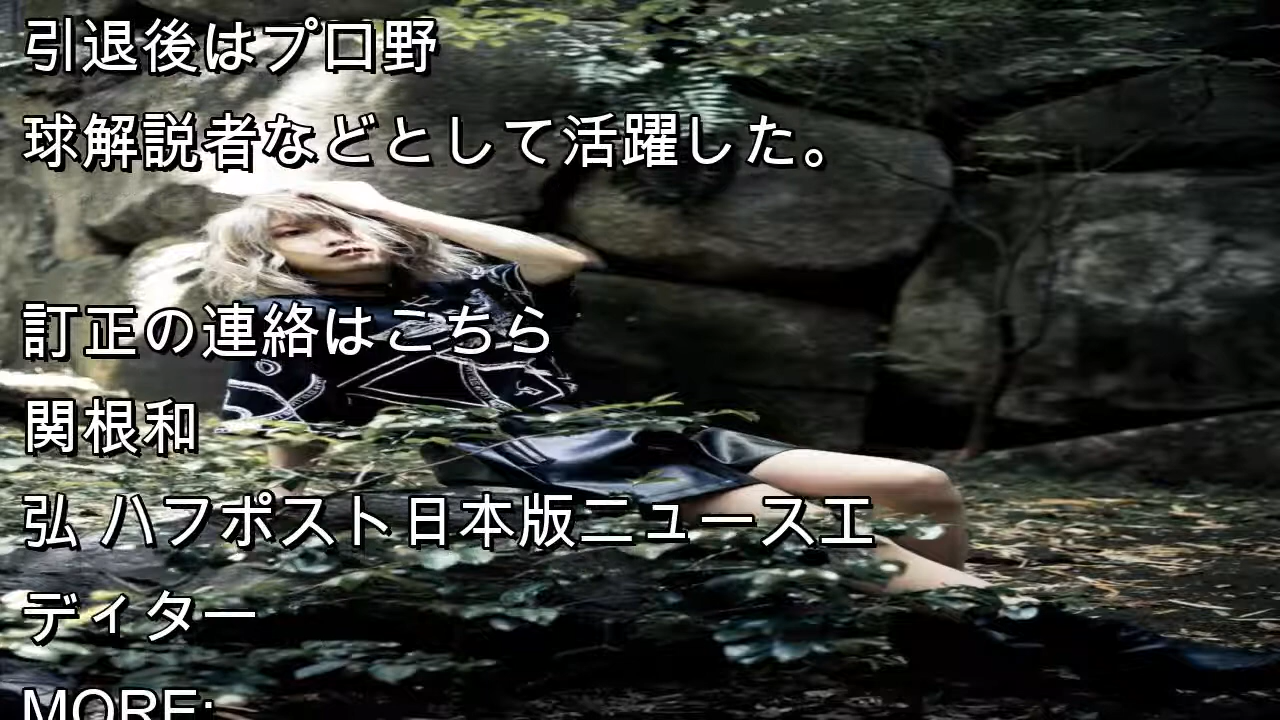 引退後はプロ野
球解説者などとして活躍した。
訂正の連絡はこちら
関根和
弘 ハフポスト日本版ニュースエ
ディター
MORE: